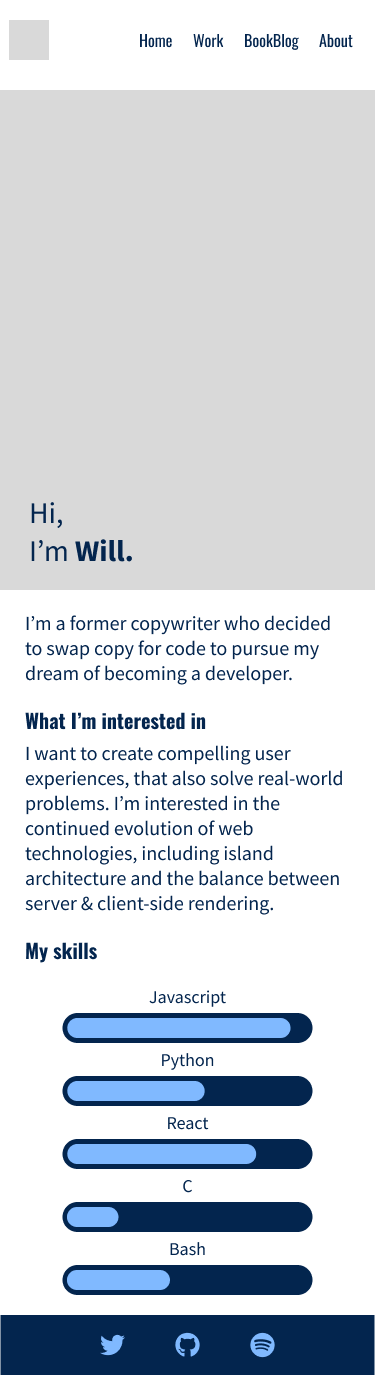 Home Work BookBlog About
Hi,
I’m Will.
I’m a former copywriter who decided
to swap copy for code to pursue my
dream of becoming a developer.
What I’m interested in
I want to create compelling user
experiences, that also solve real-world
problems. I’m interested in the
continued evolution of web
technologies, including island
architecture and the balance between
server & client-side rendering.
My skills
Javascript
Python
React
C
Bash